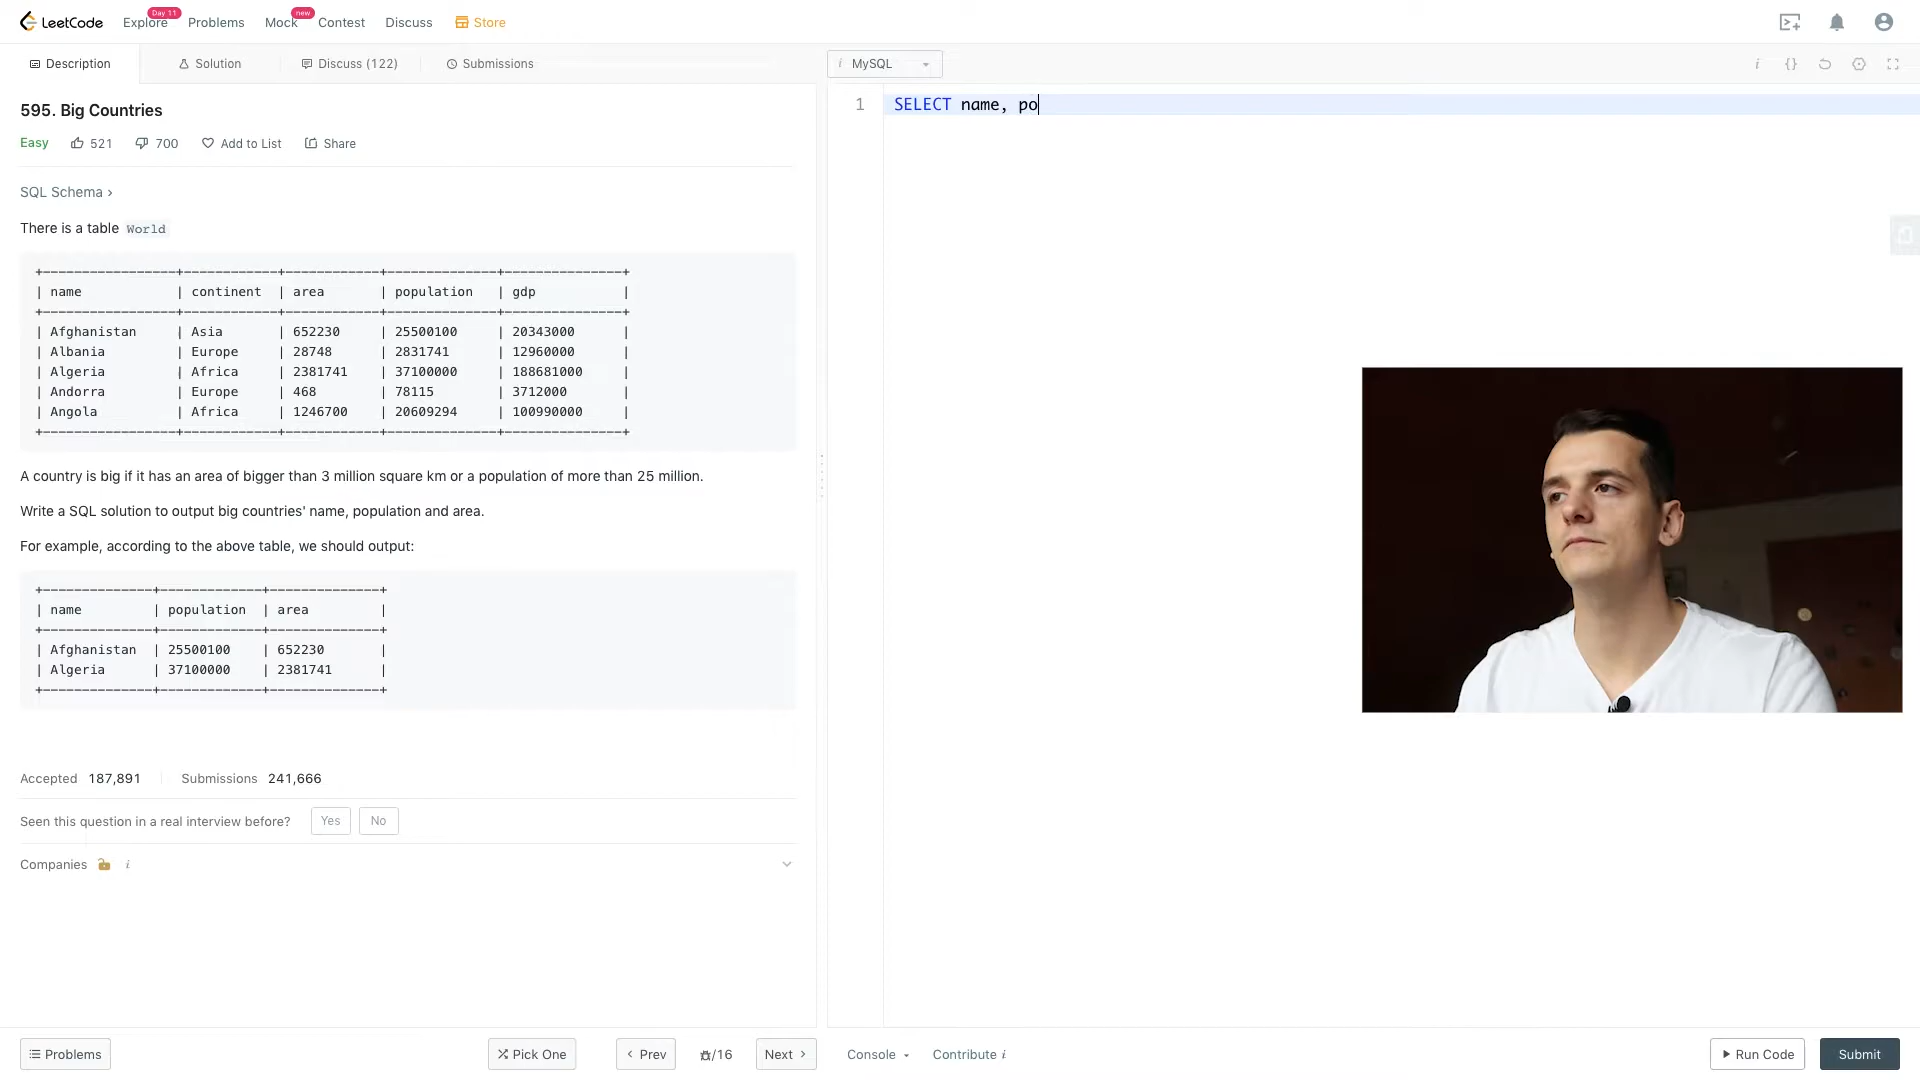 LeetCode Explore Day 11 Problems Mock new Contest Discuss Store
Description Solution Discuss (122) Submissions i MySQL i {}
595. Big Countries
Easy 521 700 Add to List Share
SQL Schema ›
There is a table World
+-----------------+------------+------------+--------------+---------------+
| name            | continent  | area       | population   | gdp           |
+-----------------+------------+------------+--------------+---------------+
| Afghanistan     | Asia       | 652230     | 25500100     | 20343000      |
| Albania         | Europe     | 28748      | 2831741      | 12960000      |
| Algeria         | Africa     | 2381741    | 37100000     | 188681000     |
| Andorra         | Europe     | 468        | 78115        | 3712000       |
| Angola          | Africa     | 1246700    | 20609294     | 100990000     |
+-----------------+------------+------------+--------------+---------------+
A country is big if it has an area of bigger than 3 million square km or a population of more than 25 million.
Write a SQL solution to output big countries' name, population and area.
For example, according to the above table, we should output:
+--------------+-------------+--------------+
| name         | population  | area         |
+--------------+-------------+--------------+
| Afghanistan  | 25500100    | 652230       |
| Algeria      | 37100000    | 2381741      |
+--------------+-------------+--------------+
Accepted 187,891 Submissions 241,666
Seen this question in a real interview before? Yes No
Companies i
1 SELECT name, po
Problems Pick One ‹ Prev /16 Next › Console Contribute i Run Code Submit